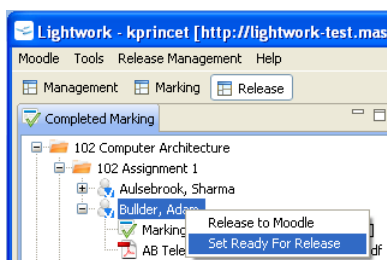 Lightwork - kprincet [http://lightwork-test.mas
Moodle Tools Release Management Help
Management Marking Release
Completed Marking
102 Computer Architecture
102 Assignment 1
Aulsebrook, Sharma
Bullder, Adam
Marking
Release to Moodle
]
AB Tele
Set Ready For Release
df